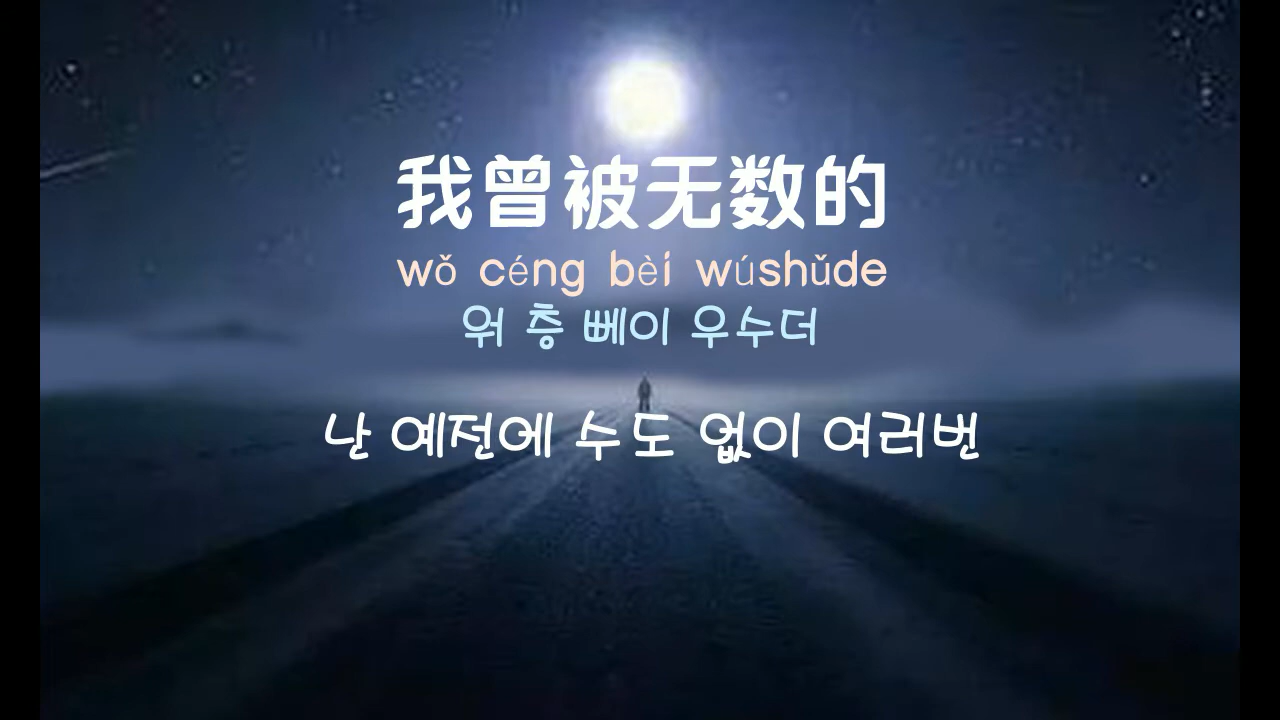 我曾被无数的
wǒ céng bèi wúshǔde
워 층 뻬이 우수더
난 예전에 수도 없이 여러번